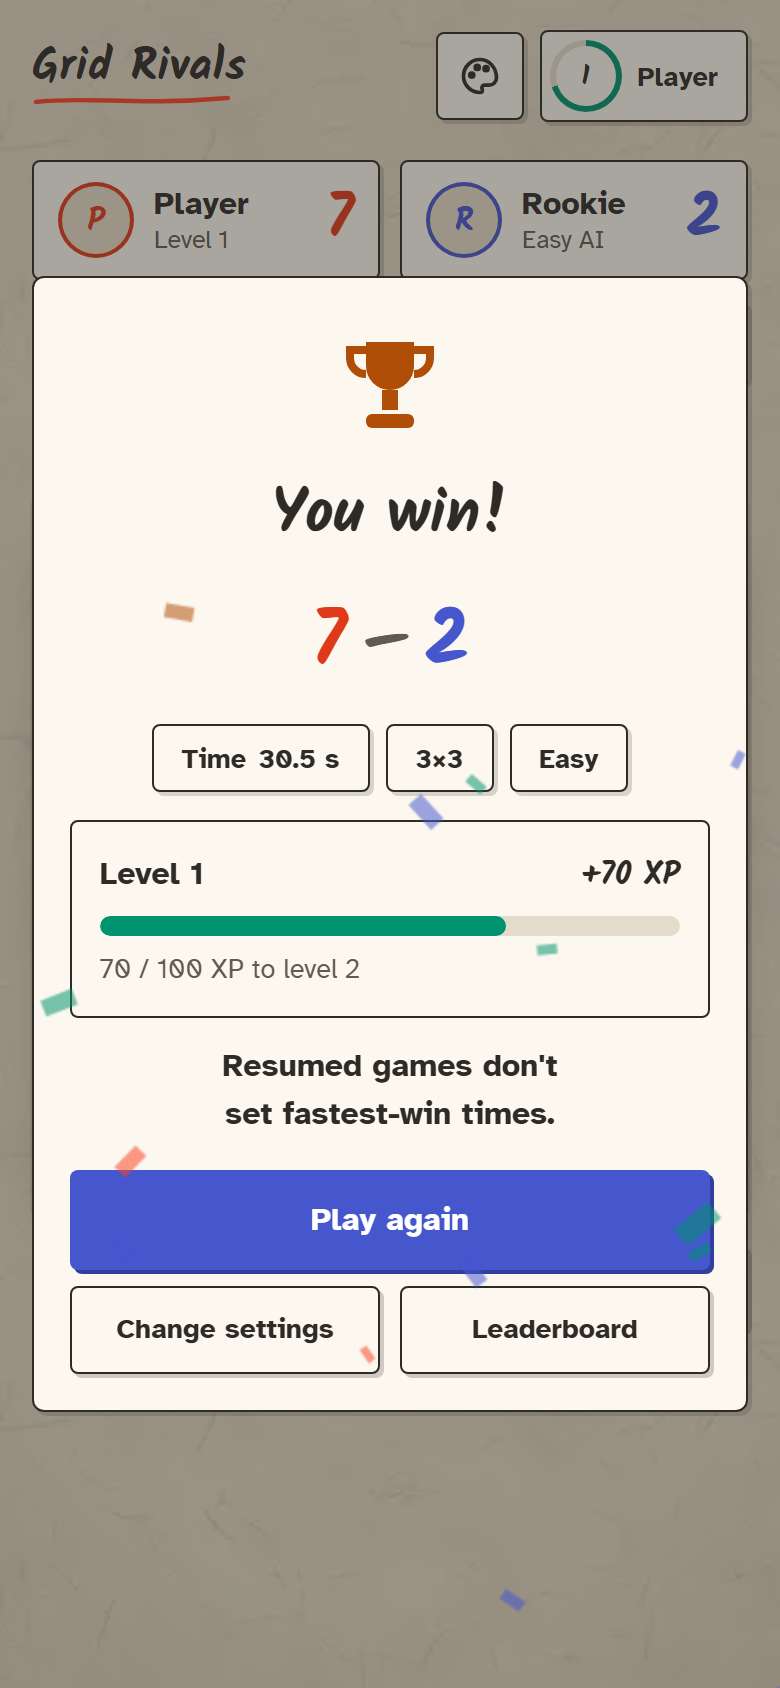 Grid Rivals
1
Player
P
Player
Level 1
7
R
Rookie
Easy AI
2
You win!
7 – 2
Time 30.5 s
3×3
Easy
Level 1
+70 XP
70 / 100 XP to level 2
Resumed games don't
set fastest-win times.
Play again
Change settings
Leaderboard